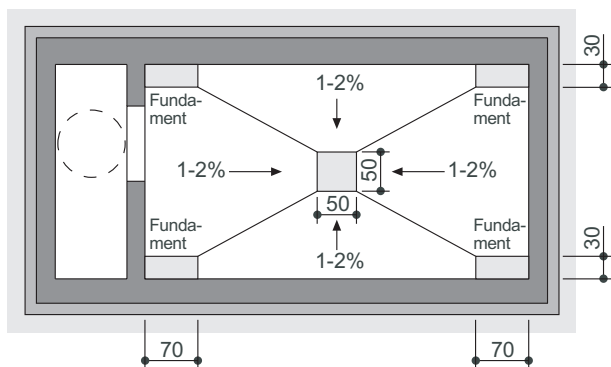 30
1-2%
Funda-
ment
Funda-
ment
1-2%
50
1-2%
50
Funda-
ment
Funda-
ment
1-2%
30
70
70